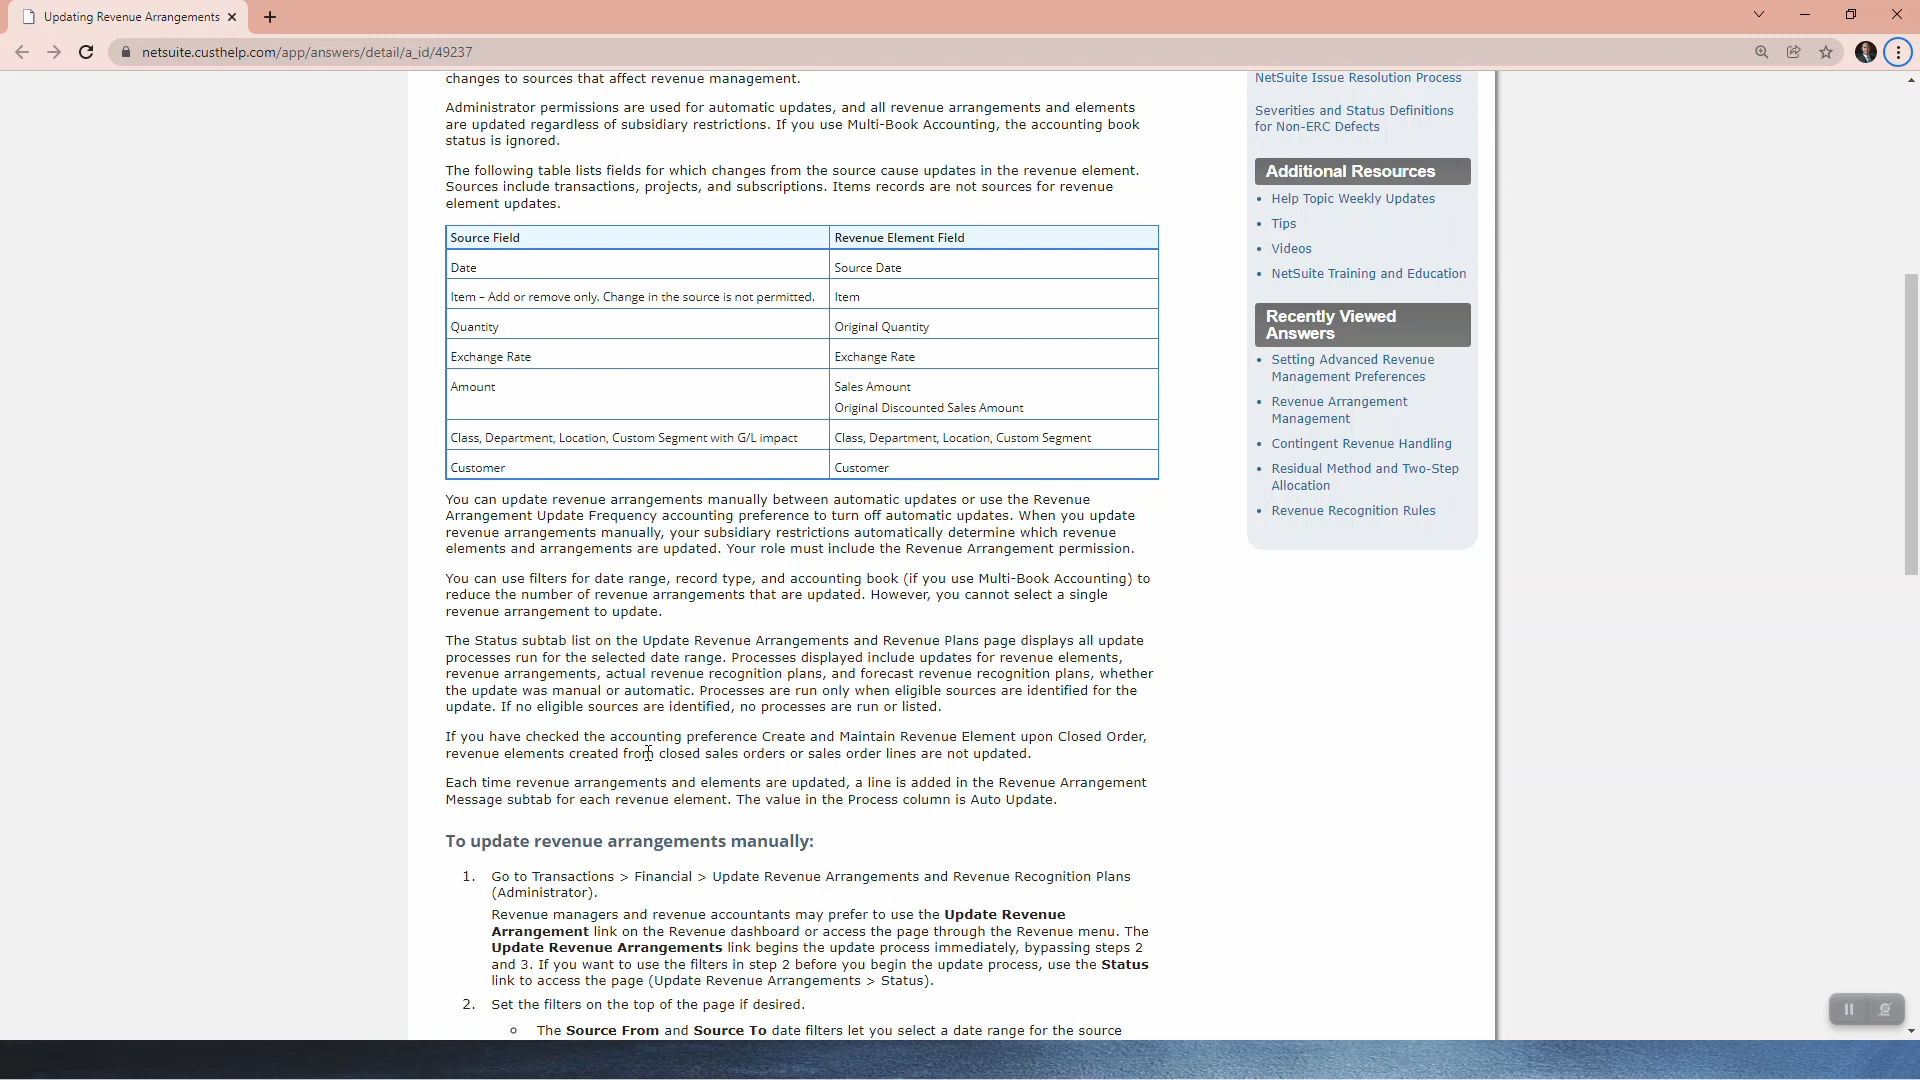 Updating Revenue Arrangements
netsuite.custhelp.com/app/answers/detail/a_id/49237
changes to sources that affect revenue management.
Administrator permissions are used for automatic updates, and all revenue arrangements and elements
are updated regardless of subsidiary restrictions. If you use Multi-Book Accounting, the accounting book
status is ignored.
The following table lists fields for which changes from the source cause updates in the revenue element.
Sources include transactions, projects, and subscriptions. Items records are not sources for revenue
element updates.
Source Field Revenue Element Field
Date Source Date
Item – Add or remove only. Change in the source is not permitted. Item
Quantity Original Quantity
Exchange Rate Exchange Rate
Amount Sales Amount
Original Discounted Sales Amount
Class, Department, Location, Custom Segment with G/L impact Class, Department, Location, Custom Segment
Customer Customer
You can update revenue arrangements manually between automatic updates or use the Revenue
Arrangement Update Frequency accounting preference to turn off automatic updates. When you update
revenue arrangements manually, your subsidiary restrictions automatically determine which revenue
elements and arrangements are updated. Your role must include the Revenue Arrangement permission.
You can use filters for date range, record type, and accounting book (if you use Multi-Book Accounting) to
reduce the number of revenue arrangements that are updated. However, you cannot select a single
revenue arrangement to update.
The Status subtab list on the Update Revenue Arrangements and Revenue Plans page displays all update
processes run for the selected date range. Processes displayed include updates for revenue elements,
revenue arrangements, actual revenue recognition plans, and forecast revenue recognition plans, whether
the update was manual or automatic. Processes are run only when eligible sources are identified for the
update. If no eligible sources are identified, no processes are run or listed.
If you have checked the accounting preference Create and Maintain Revenue Element upon Closed Order,
revenue elements created from closed sales orders or sales order lines are not updated.
Each time revenue arrangements and elements are updated, a line is added in the Revenue Arrangement
Message subtab for each revenue element. The value in the Process column is Auto Update.
To update revenue arrangements manually:
1. Go to Transactions > Financial > Update Revenue Arrangements and Revenue Recognition Plans
(Administrator).
Revenue managers and revenue accountants may prefer to use the Update Revenue
Arrangement link on the Revenue dashboard or access the page through the Revenue menu. The
Update Revenue Arrangements link begins the update process immediately, bypassing steps 2
and 3. If you want to use the filters in step 2 before you begin the update process, use the Status
link to access the page (Update Revenue Arrangements > Status).
2. Set the filters on the top of the page if desired.
The Source From and Source To date filters let you select a date range for the source
NetSuite Issue Resolution Process
Severities and Status Definitions
for Non-ERC Defects
Additional Resources
Help Topic Weekly Updates
Tips
Videos
NetSuite Training and Education
Recently Viewed
Answers
Setting Advanced Revenue
Management Preferences
Revenue Arrangement
Management
Contingent Revenue Handling
Residual Method and Two-Step
Allocation
Revenue Recognition Rules